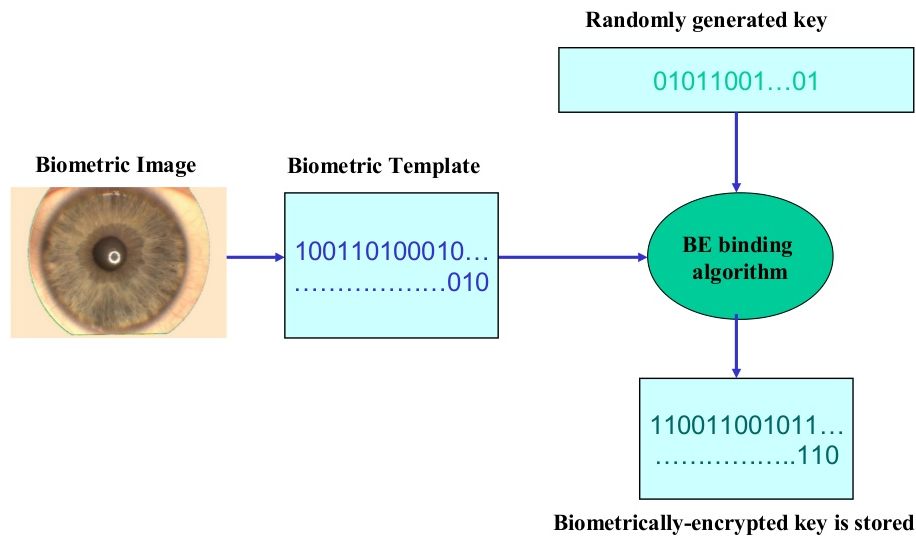 Randomly generated key
01011001…01
Biometric Image
Biometric Template
100110100010…
………………010
BE binding
algorithm
110011001011…
……………..110
Biometrically-encrypted key is stored